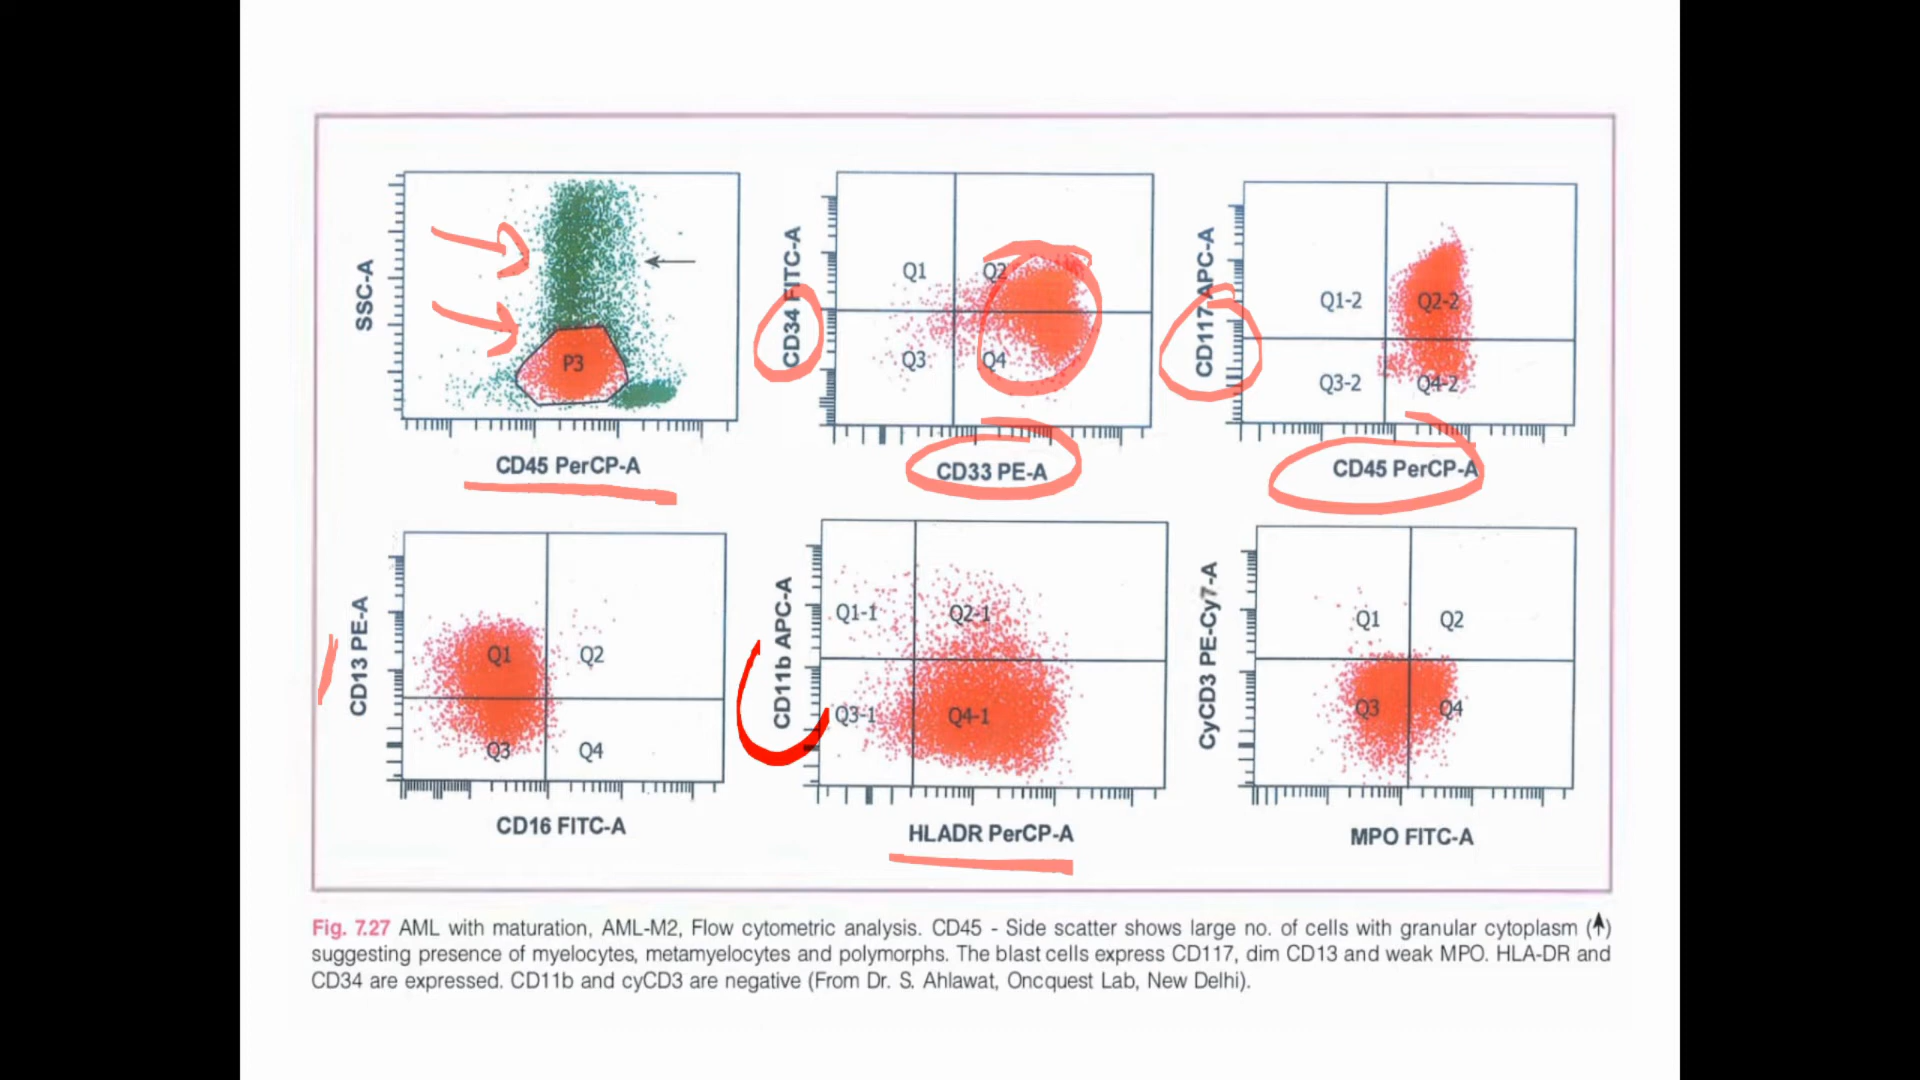 SSC-A
P3
CD45 PerCP-A
CD34 FITC-A
Q1
Q2
Q3
Q4
CD33 PE-A
CD117 APC-A
Q1-2
Q2-2
Q3-2
Q4-2
CD45 PerCP-A
CD13 PE-A
Q1
Q2
Q3
Q4
CD16 FITC-A
CD11b APC-A
Q1-1
Q2-1
Q3-1
Q4-1
HLADR PerCP-A
CyCD3 PE-Cy7-A
Q1
Q2
Q3
Q4
MPO FITC-A
Fig. 7.27 AML with maturation, AML-M2, Flow cytometric analysis. CD45 - Side scatter shows large no. of cells with granular cytoplasm (↑)
suggesting presence of myelocytes, metamyelocytes and polymorphs. The blast cells express CD117, dim CD13 and weak MPO. HLA-DR and
CD34 are expressed. CD11b and cyCD3 are negative (From Dr. S. Ahlawat, Oncquest Lab, New Delhi).